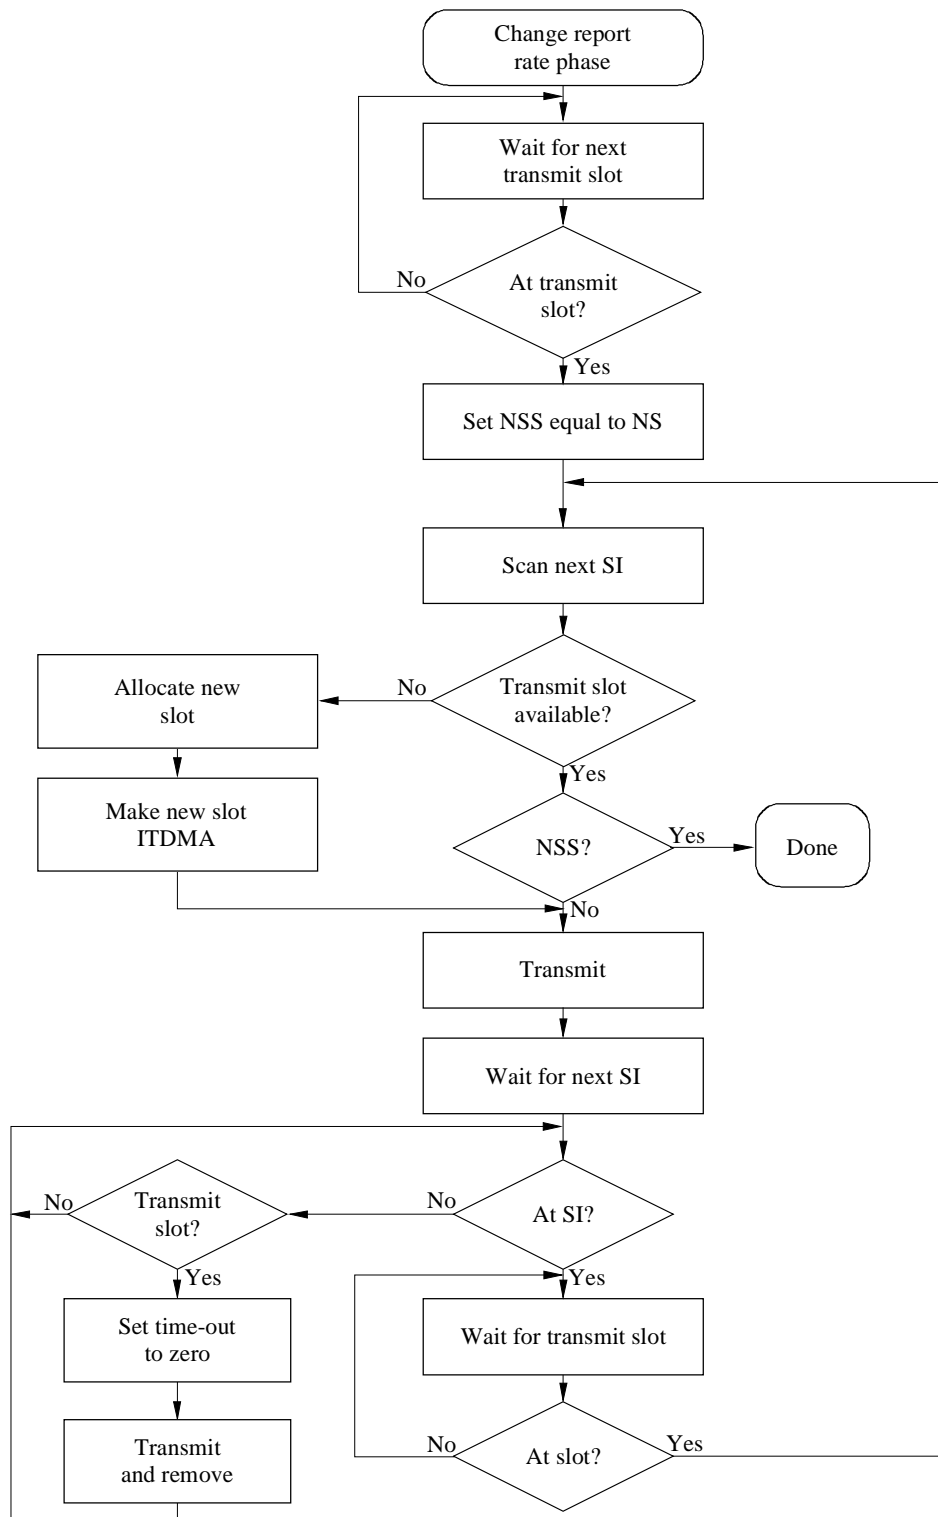 Change report
rate phase
Wait for next
transmit slot
No
At transmit
slot?
Yes
Set NSS equal to NS
Scan next SI
Allocate new
slot
No
Transmit slot
available?
Yes
Make new slot
ITDMA
NSS?
Yes
Done
No
Transmit
Wait for next SI
No
Transmit
slot?
No
At SI?
Yes
Yes
Set time-out
to zero
Wait for transmit slot
Transmit
and remove
No
At slot?
Yes